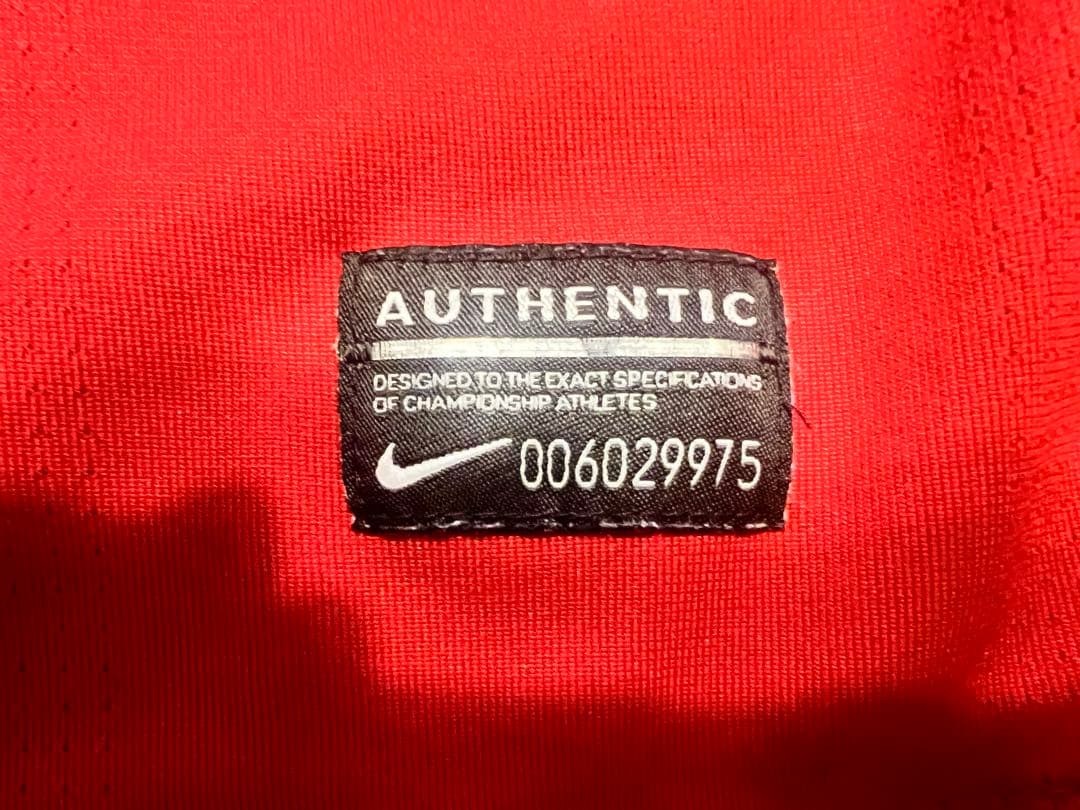 AUTHENTIC
DESIGNED TO THE EXACT SPECIFICATIONS
OF CHAMPIONSHIP ATHLETES
006029975